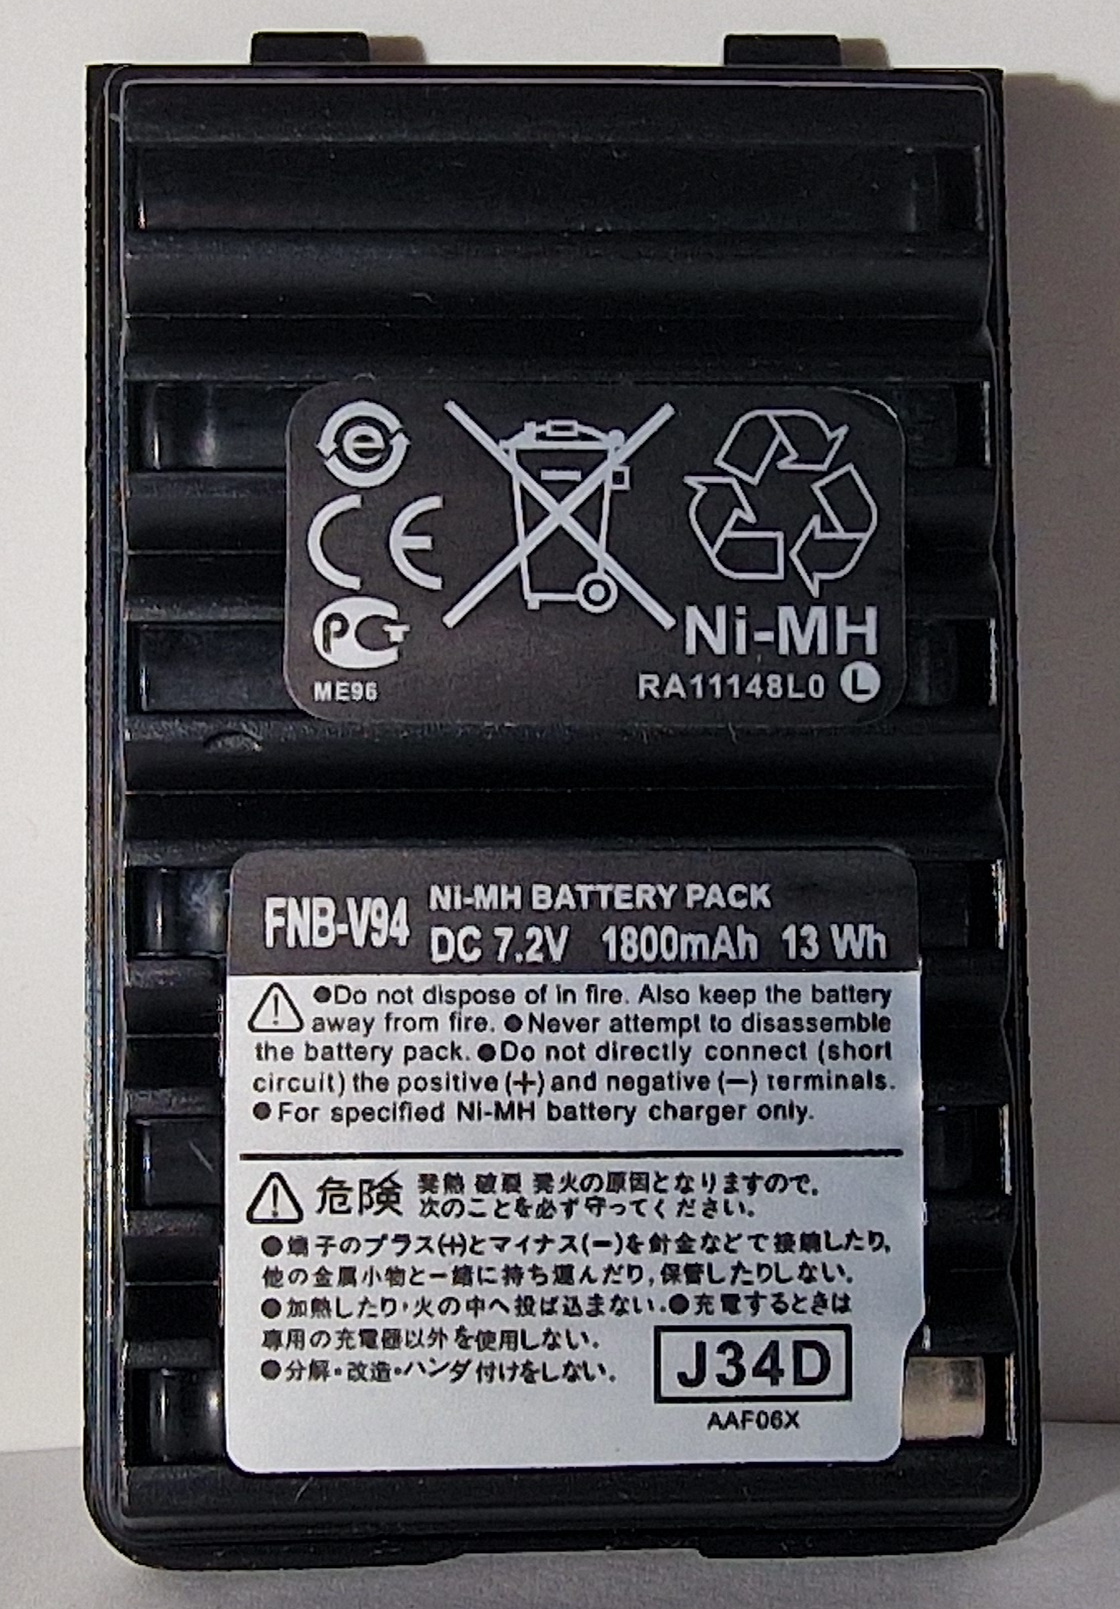 e
CE
PCT
ME96
Ni-MH
RA11148L0 L
FNB-V94
Ni-MH BATTERY PACK
DC 7.2V 1800mAh 13 Wh
●Do not dispose of in fire. Also keep the battery
away from fire. ●Never attempt to disassemble
the battery pack. ●Do not directly connect (short
circuit) the positive (+) and negative (−) terminals.
●For specified Ni-MH battery charger only.
危険
発熱 破裂 発火の原因となりますので、
次のことを必ず守ってください。
●端子のプラス(+)とマイナス(−)を針金などで接触したり,
他の金属小物と一緒に持ち運んだり,保管したりしない.
●加熱したり・火の中へ投ば込まない.●充電するときは
専用の充電器以外を使用しない.
●分解・改造・ハンダ付けをしない.
J34D
AAF06X